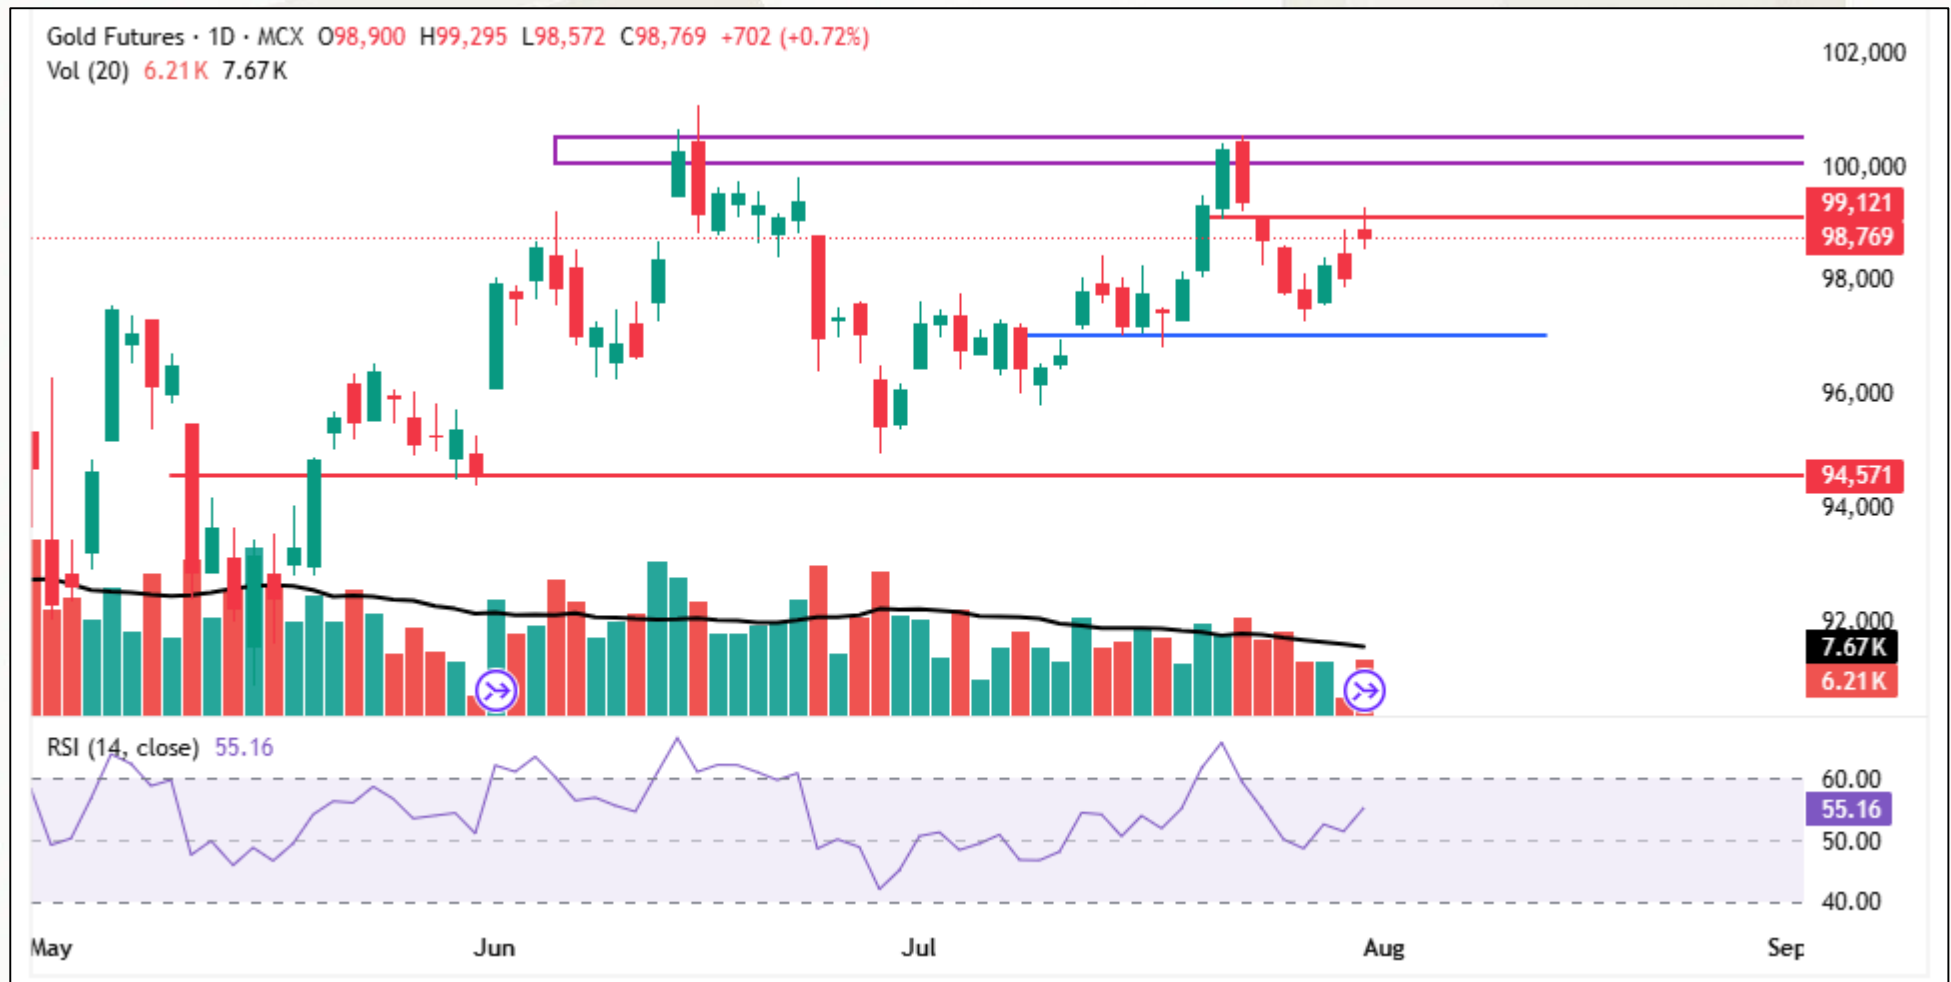 Gold Futures · 1D · MCX O98,900 H99,295 L98,572 C98,769 +702 (+0.72%)
Vol (20) 6.21K 7.67K
102,000
100,000
99,121
98,769
98,000
96,000
94,571
94,000
92,000
7.67K
6.21K
RSI (14, close) 55.16
60.00
55.16
50.00
40.00
May Jun Jul Aug Sep